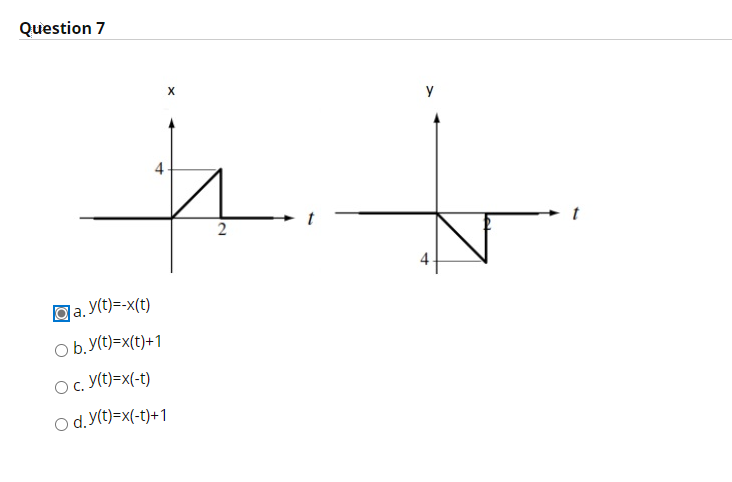 Question 7
x y
4
t t
2 2
4
a. y(t)=-x(t)
b. y(t)=x(t)+1
c. y(t)=x(-t)
d. y(t)=x(-t)+1